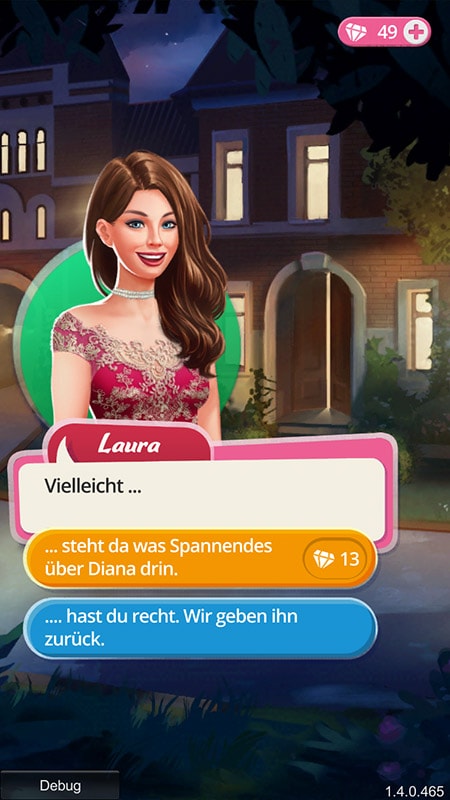 49
Laura
Vielleicht ...
... steht da was Spannendes
über Diana drin.
13
.... hast du recht. Wir geben ihn
zurück.
Debug
1.4.0.465